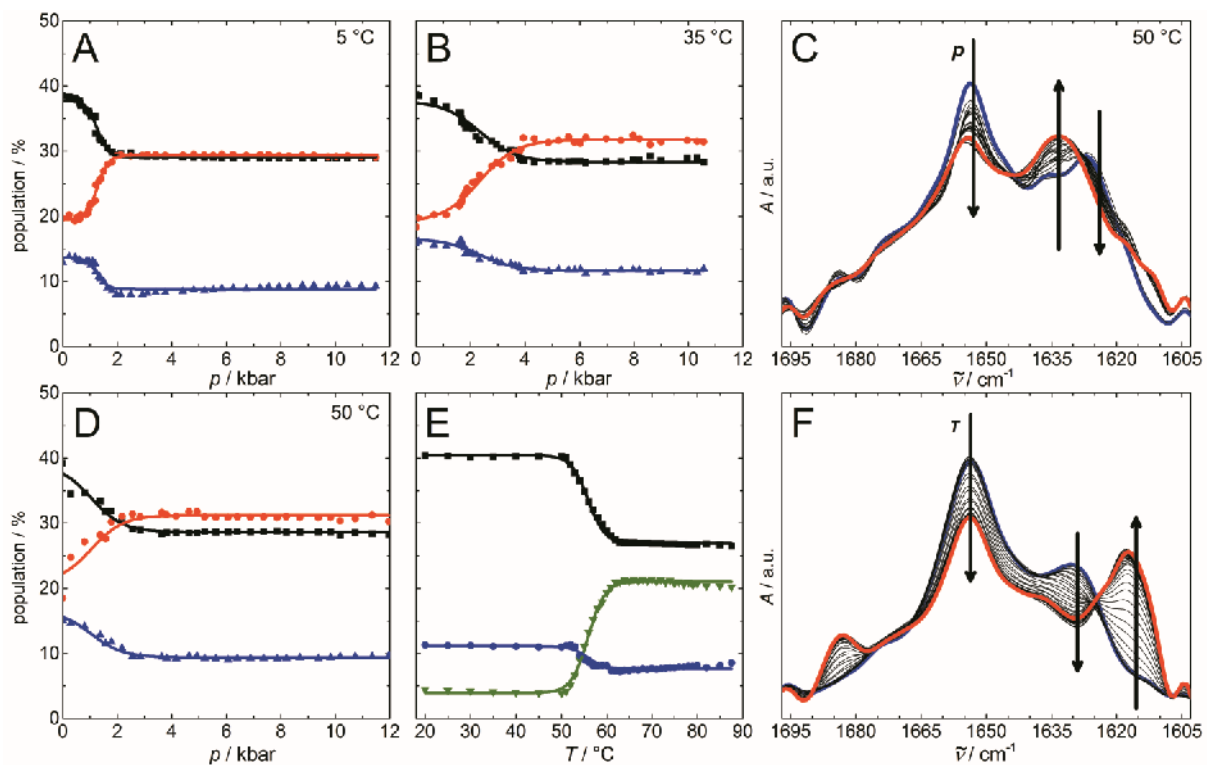 A
5 °C
population / %
50
40
30
20
10
0
0 2 4 6 8 10 12
p / kbar
B
35 °C
0 2 4 6 8 10 12
p / kbar
C
50 °C
p
A / a.u.
1695 1680 1665 1650 1635 1620 1605
ṽ / cm⁻¹
D
50 °C
population / %
50
40
30
20
10
0
0 2 4 6 8 10 12
p / kbar
E
20 30 40 50 60 70 80 90
T / °C
F
T
A / a.u.
1695 1680 1665 1650 1635 1620 1605
ṽ / cm⁻¹